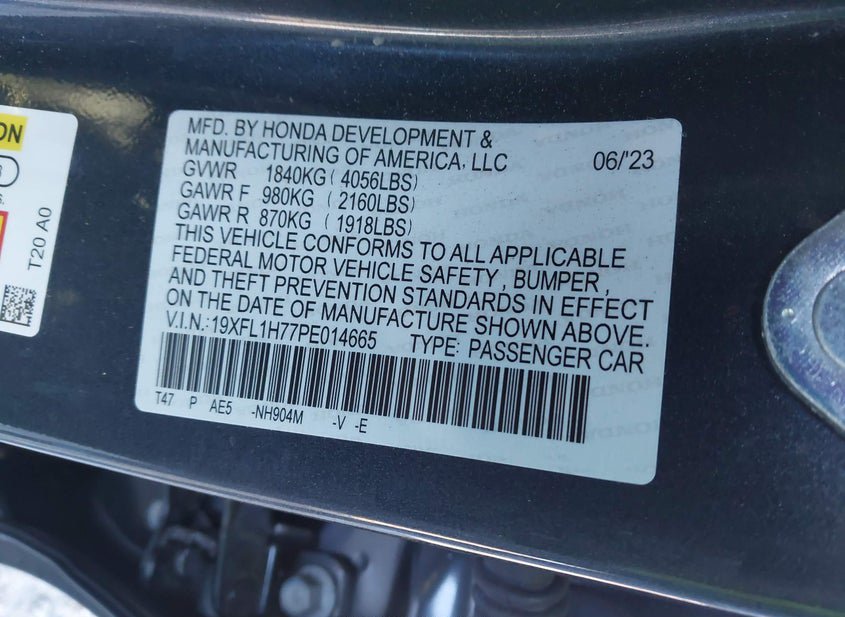 ON
S.
T20 A0
MFD. BY HONDA DEVELOPMENT &
MANUFACTURING OF AMERICA, LLC 06/'23
GVWR 1840KG ( 4056LBS)
GAWR F 980KG ( 2160LBS)
GAWR R 870KG ( 1918LBS)
THIS VEHICLE CONFORMS TO ALL APPLICABLE
FEDERAL MOTOR VEHICLE SAFETY, BUMPER,
AND THEFT PREVENTION STANDARDS IN EFFECT
ON THE DATE OF MANUFACTURE SHOWN ABOVE.
V.I.N.:19XFL1H77PE014665 TYPE: PASSENGER CAR
T47 P AE5 -NH904M -V -E